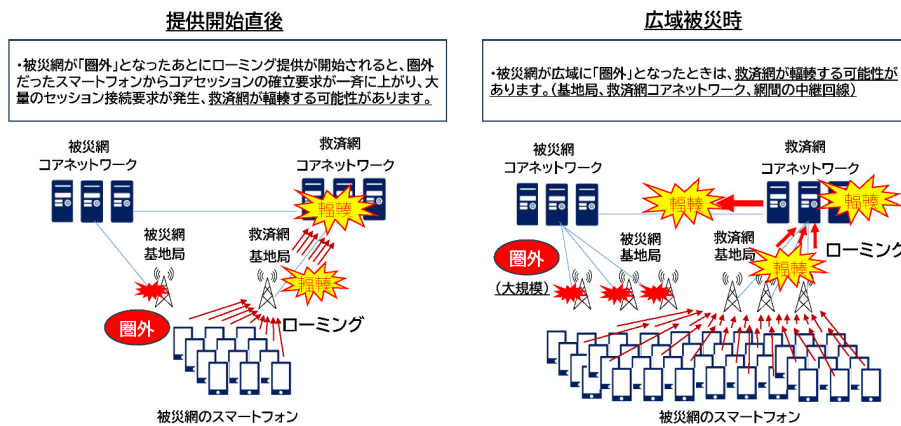 提供開始直後
・被災網が「圏外」となったあとにローミング提供が開始されると、圏外
だったスマートフォンからコアセッションの確立要求が一斉に上がり、大
量のセッション接続要求が発生、救済網が輻輳する可能性があります。
被災網
コアネットワーク
救済網
コアネットワーク
輻輳
被災網
基地局
救済網
基地局
輻輳
圏外
ローミング
被災網のスマートフォン
広域被災時
・被災網が広域に「圏外」となったときは、救済網が輻輳する可能性が
あります。(基地局、救済網コアネットワーク、網間の中継回線)
被災網
コアネットワーク
救済網
コアネットワーク
輻輳
輻輳
圏外
(大規模)
被災網
基地局
救済網
基地局
輻輳
ローミング
被災網のスマートフォン